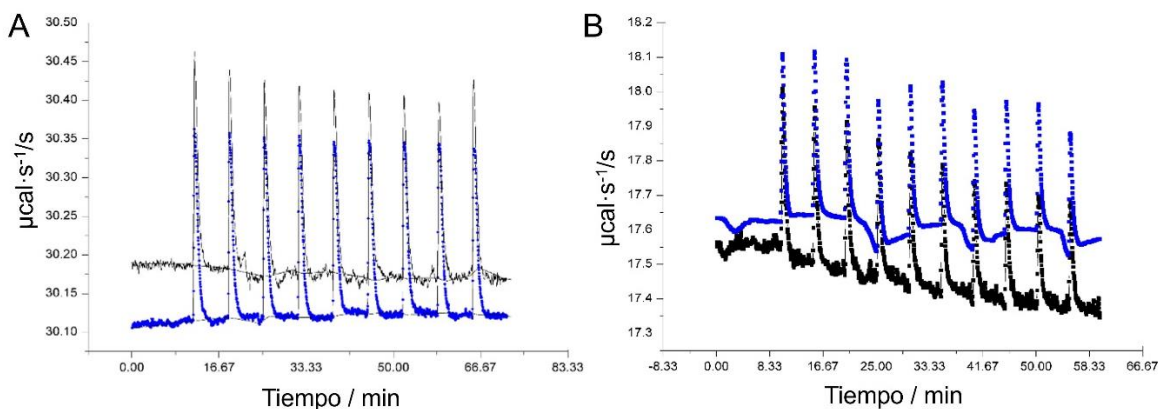 A
30.50
30.45
30.40
30.35
30.30
30.25
30.20
30.15
30.10
µcal·s⁻¹/s
0.00 16.67 33.33 50.00 66.67 83.33
Tiempo / min
B
18.2
18.1
18.0
17.9
17.8
17.7
17.6
17.5
17.4
17.3
µcal·s⁻¹/s
-8.33 0.00 8.33 16.67 25.00 33.33 41.67 50.00 58.33 66.67
Tiempo / min